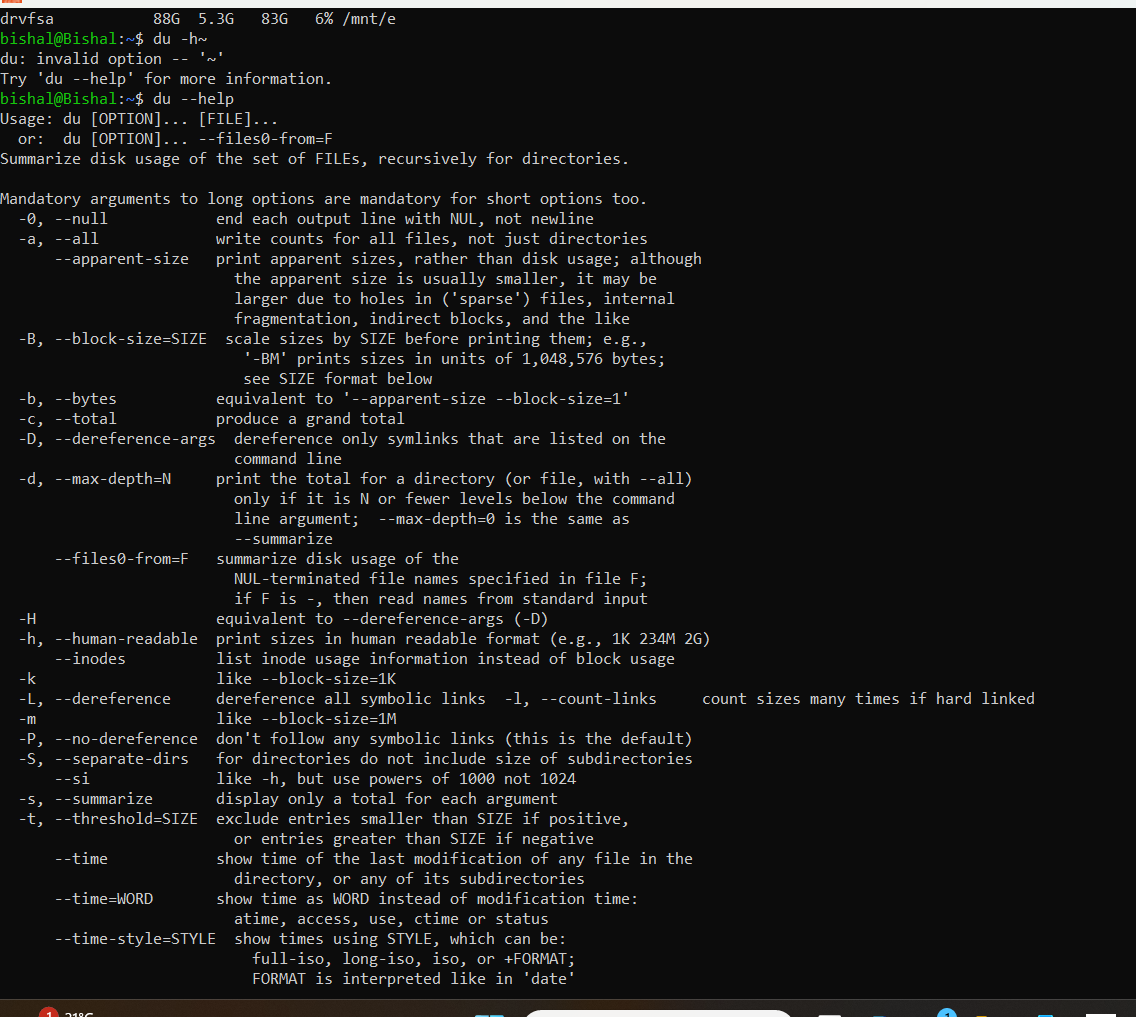 drvfsa           88G  5.3G   83G   6% /mnt/e
bishal@Bishal:~$ du -h~
du: invalid option -- '~'
Try 'du --help' for more information.
bishal@Bishal:~$ du --help
Usage: du [OPTION]... [FILE]...
  or:  du [OPTION]... --files0-from=F
Summarize disk usage of the set of FILEs, recursively for directories.

Mandatory arguments to long options are mandatory for short options too.
  -0, --null            end each output line with NUL, not newline
  -a, --all             write counts for all files, not just directories
      --apparent-size   print apparent sizes, rather than disk usage; although
                          the apparent size is usually smaller, it may be
                          larger due to holes in ('sparse') files, internal
                          fragmentation, indirect blocks, and the like
  -B, --block-size=SIZE  scale sizes by SIZE before printing them; e.g.,
                           '-BM' prints sizes in units of 1,048,576 bytes;
                           see SIZE format below
  -b, --bytes           equivalent to '--apparent-size --block-size=1'
  -c, --total           produce a grand total
  -D, --dereference-args  dereference only symlinks that are listed on the
                          command line
  -d, --max-depth=N     print the total for a directory (or file, with --all)
                          only if it is N or fewer levels below the command
                          line argument;  --max-depth=0 is the same as
                          --summarize
      --files0-from=F   summarize disk usage of the
                          NUL-terminated file names specified in file F;
                          if F is -, then read names from standard input
  -H                    equivalent to --dereference-args (-D)
  -h, --human-readable  print sizes in human readable format (e.g., 1K 234M 2G)
      --inodes          list inode usage information instead of block usage
  -k                    like --block-size=1K
  -L, --dereference     dereference all symbolic links  -l, --count-links     count sizes many times if hard linked
  -m                    like --block-size=1M
  -P, --no-dereference  don't follow any symbolic links (this is the default)
  -S, --separate-dirs   for directories do not include size of subdirectories
      --si              like -h, but use powers of 1000 not 1024
  -s, --summarize       display only a total for each argument
  -t, --threshold=SIZE  exclude entries smaller than SIZE if positive,
                          or entries greater than SIZE if negative
      --time            show time of the last modification of any file in the
                          directory, or any of its subdirectories
      --time=WORD       show time as WORD instead of modification time:
                          atime, access, use, ctime or status
      --time-style=STYLE  show times using STYLE, which can be:
                            full-iso, long-iso, iso, or +FORMAT;
                            FORMAT is interpreted like in 'date'